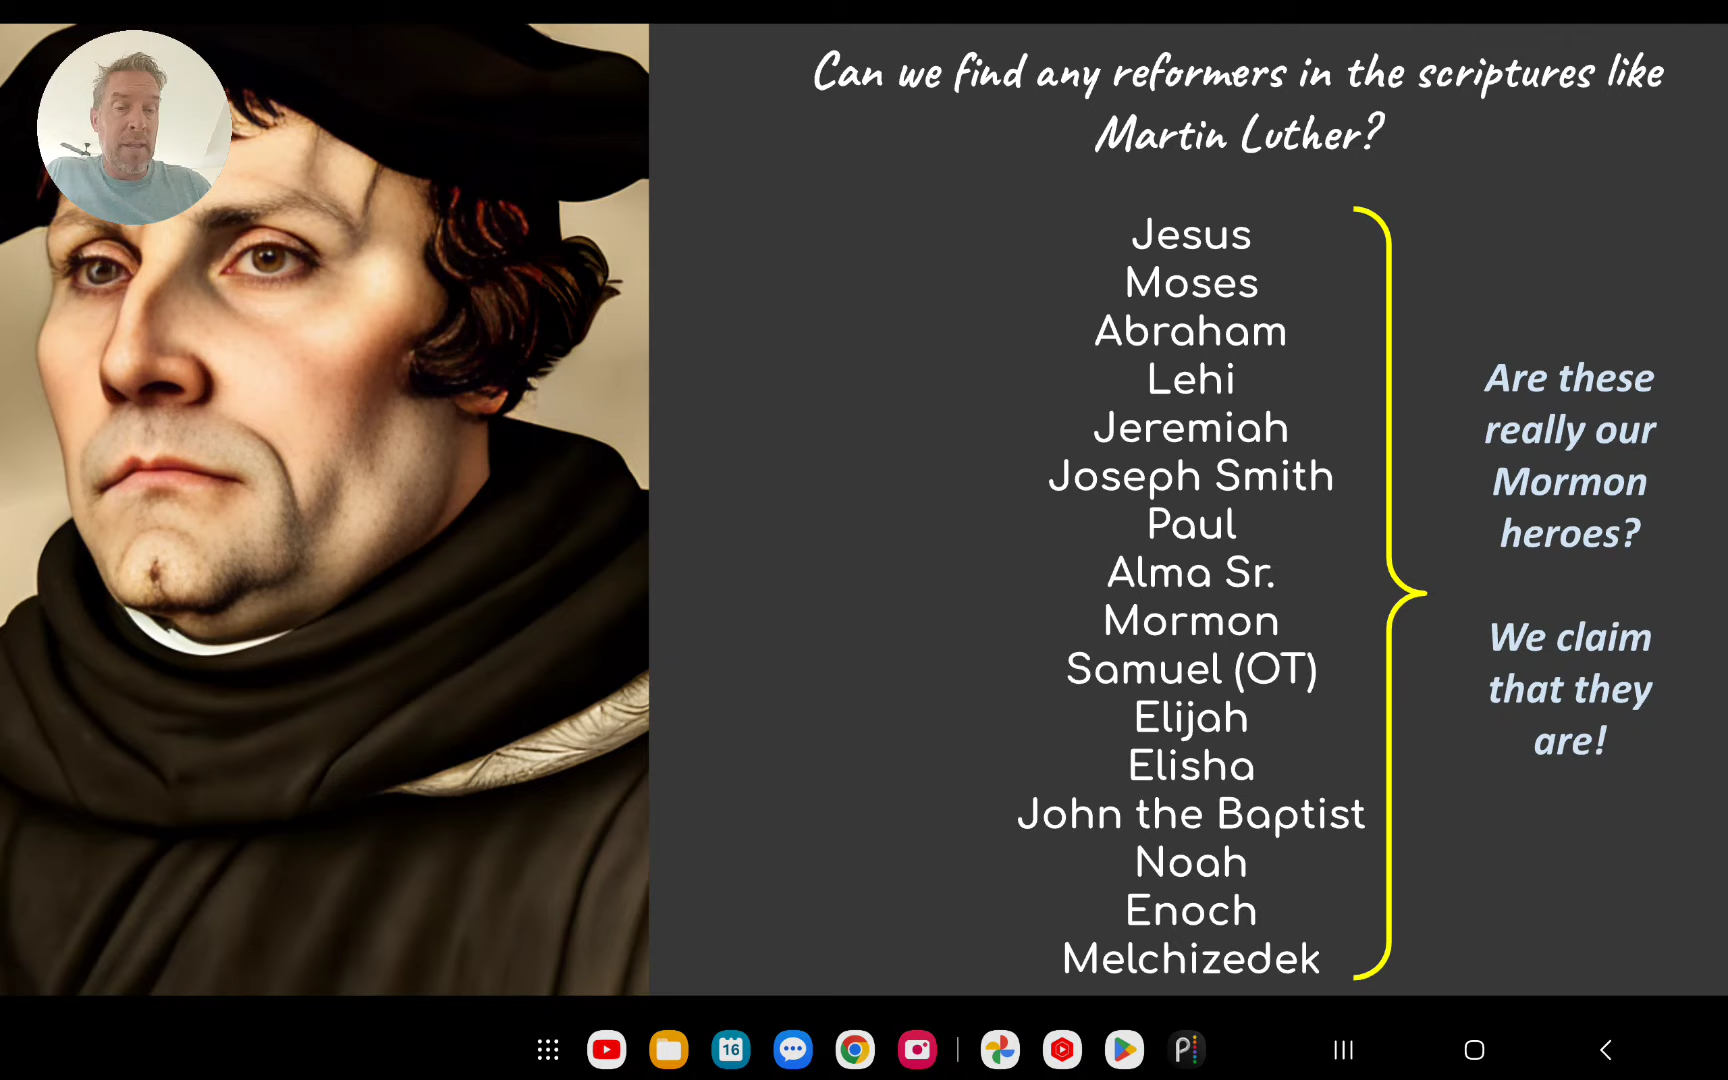 Can we find any reformers in the scriptures like
Martin Luther?
Jesus
Moses
Abraham
Lehi
Jeremiah
Joseph Smith
Paul
Alma Sr.
Mormon
Samuel (OT)
Elijah
Elisha
John the Baptist
Noah
Enoch
Melchizedek
Are these
really our
Mormon
heroes?
We claim
that they
are!
16